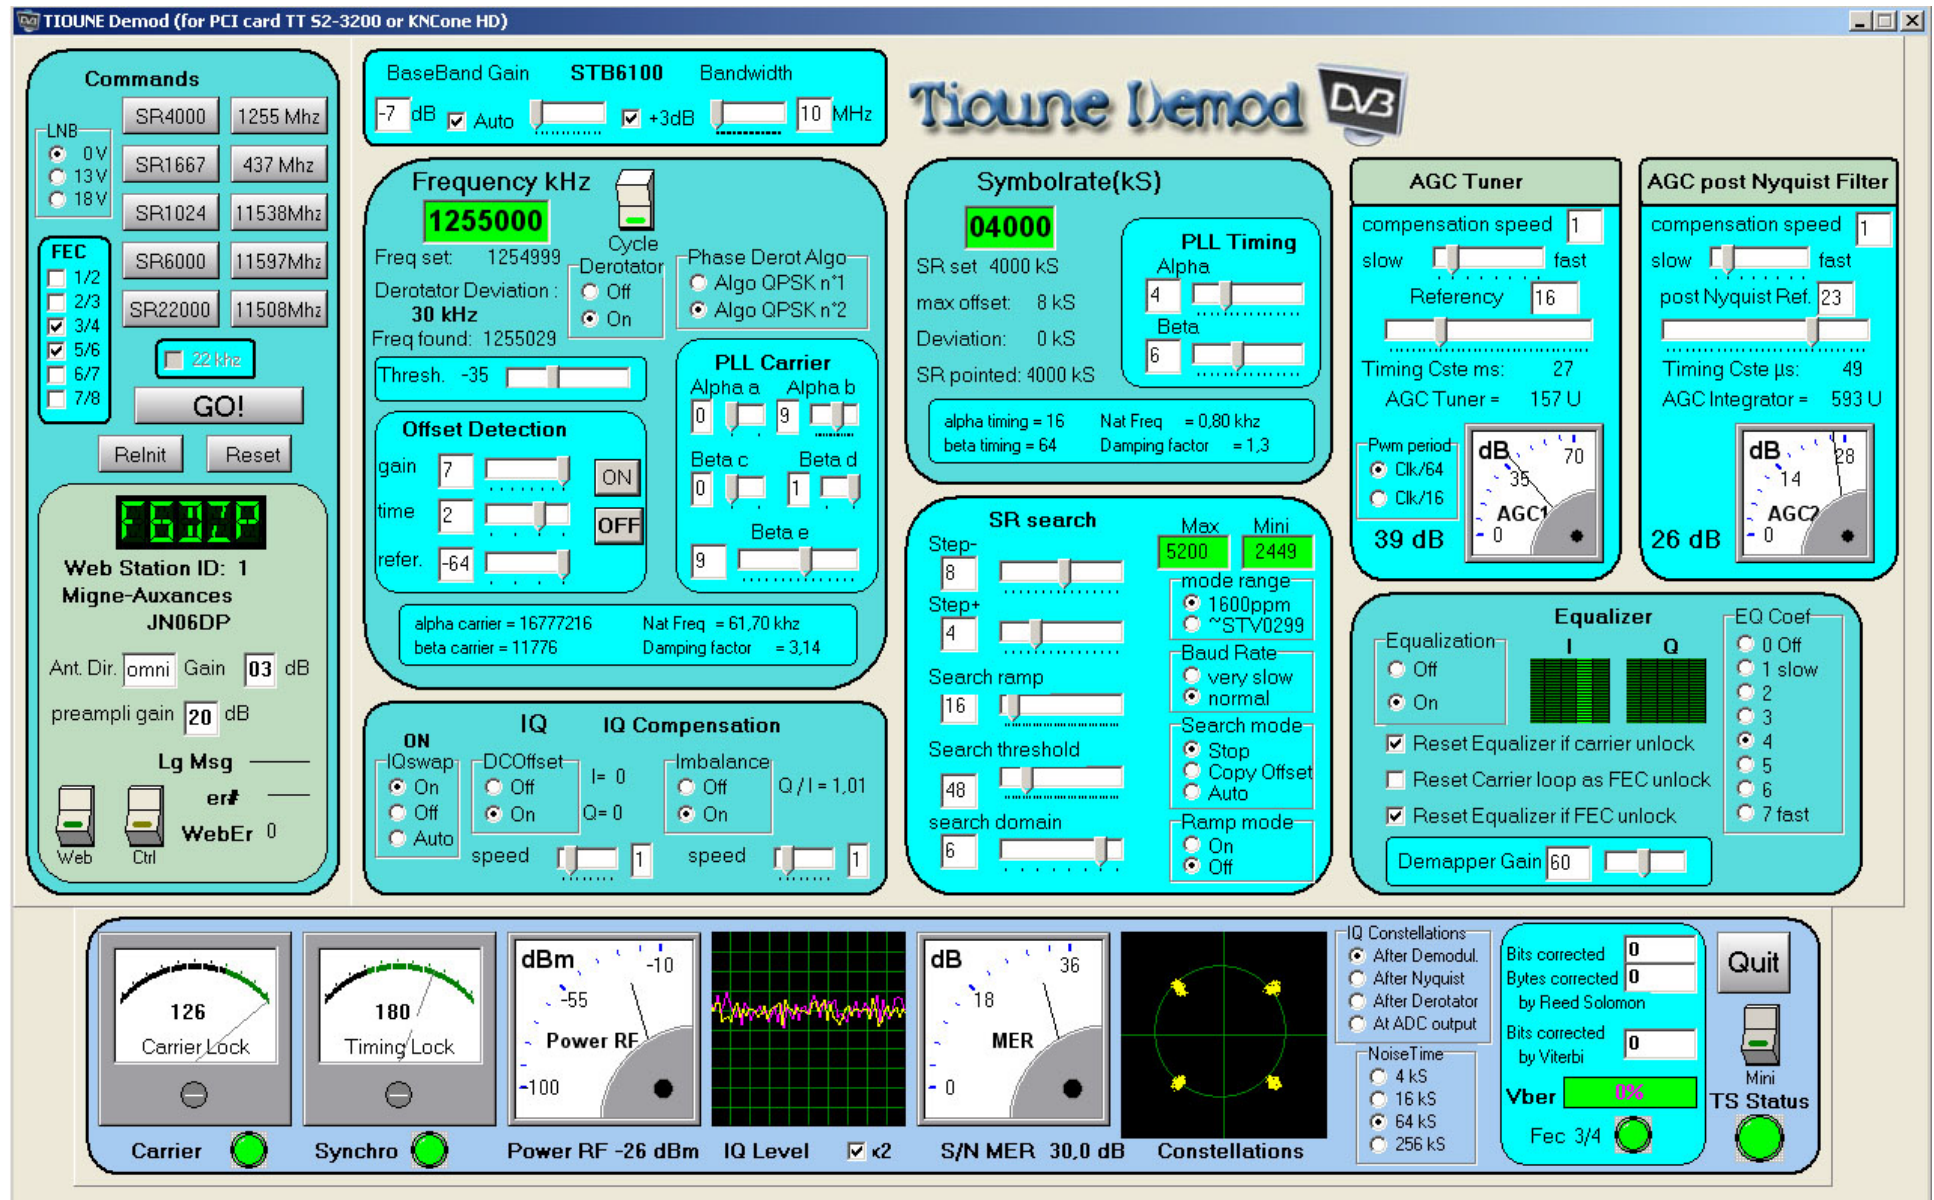 TIOUNE Demod (for PCI card TT S2-3200 or KNCone HD)
Commands
LNB
0 V
13 V
18 V
SR4000 1255 Mhz
SR1667 437 Mhz
SR1024 11538Mhz
SR6000 11597Mhz
SR22000 11508Mhz
FEC
1/2
2/3
3/4
5/6
6/7
7/8
22 khz
GO!
ReInit Reset
F6DZP
Web Station ID: 1
Migne-Auxances
JN06DP
Ant. Dir. omni Gain 03 dB
preampli gain 20 dB
Lg Msg
er#
WebEr 0
Web Ctrl
BaseBand Gain STB6100 Bandwidth
-7 dB Auto +3dB 10 MHz
Tioune Demod DVB
Frequency kHz
1255000
Cycle
Freq set: 1254999
Derotator Deviation :
30 kHz
Freq found: 1255029
Derotator
Off
On
Phase Derot Algo
Algo QPSK n°1
Algo QPSK n°2
Thresh. -35
Offset Detection
gain 7
time 2
refer. -64
ON
OFF
PLL Carrier
Alpha a Alpha b
0 9
Beta c Beta d
0 1
Beta e
9
alpha carrier = 16777216 Nat Freq = 61,70 khz
beta carrier = 11776 Damping factor = 3,14
IQ IQ Compensation
ON
IQswap
On
Off
Auto
DCOffset
Off
On
I= 0
Q= 0
Imbalance
Off
On
Q / I = 1,01
speed 1 speed 1
Symbolrate(kS)
04000
SR set 4000 kS
max offset: 8 kS
Deviation: 0 kS
SR pointed: 4000 kS
PLL Timing
Alpha
4
Beta
6
alpha timing = 16 Nat Freq = 0,80 khz
beta timing = 64 Damping factor = 1,3
SR search
Max Mini
5200 2449
Step-
8
Step+
4
Search ramp
16
Search threshold
48
search domain
6
mode range
1600ppm
~STV0299
Baud Rate
very slow
normal
Search mode
Stop
Copy Offset
Auto
Ramp mode
On
Off
AGC Tuner
compensation speed 1
slow fast
Referency 16
Timing Cste ms: 27
AGC Tuner = 157 U
Pwm period
Clk/64
Clk/16
39 dB
dB 70
35
AGC1
0
AGC post Nyquist Filter
compensation speed 1
slow fast
post Nyquist Ref. 23
Timing Cste µs: 49
AGC Integrator = 593 U
26 dB
dB 28
14
AGC2
0
Equalizer
Equalization
Off
On
I Q
EQ Coef
0 Off
1 slow
2
3
4
5
6
7 fast
Reset Equalizer if carrier unlock
Reset Carrier loop as FEC unlock
Reset Equalizer if FEC unlock
Demapper Gain 60
126
Carrier Lock
Carrier
180
Timing Lock
Synchro
dBm -10
-55
Power RF
-100
Power RF -26 dBm
IQ Level x2
dB 36
18
MER
0
S/N MER 30,0 dB
Constellations
IQ Constellations
After Demodul.
After Nyquist
After Derotator
At ADC output
NoiseTime
4 kS
16 kS
64 kS
256 kS
Bits corrected 0
Bytes corrected 0
by Reed Solomon
Bits corrected
by Viterbi 0
Vber 0%
Fec 3/4
Quit
Mini
TS Status